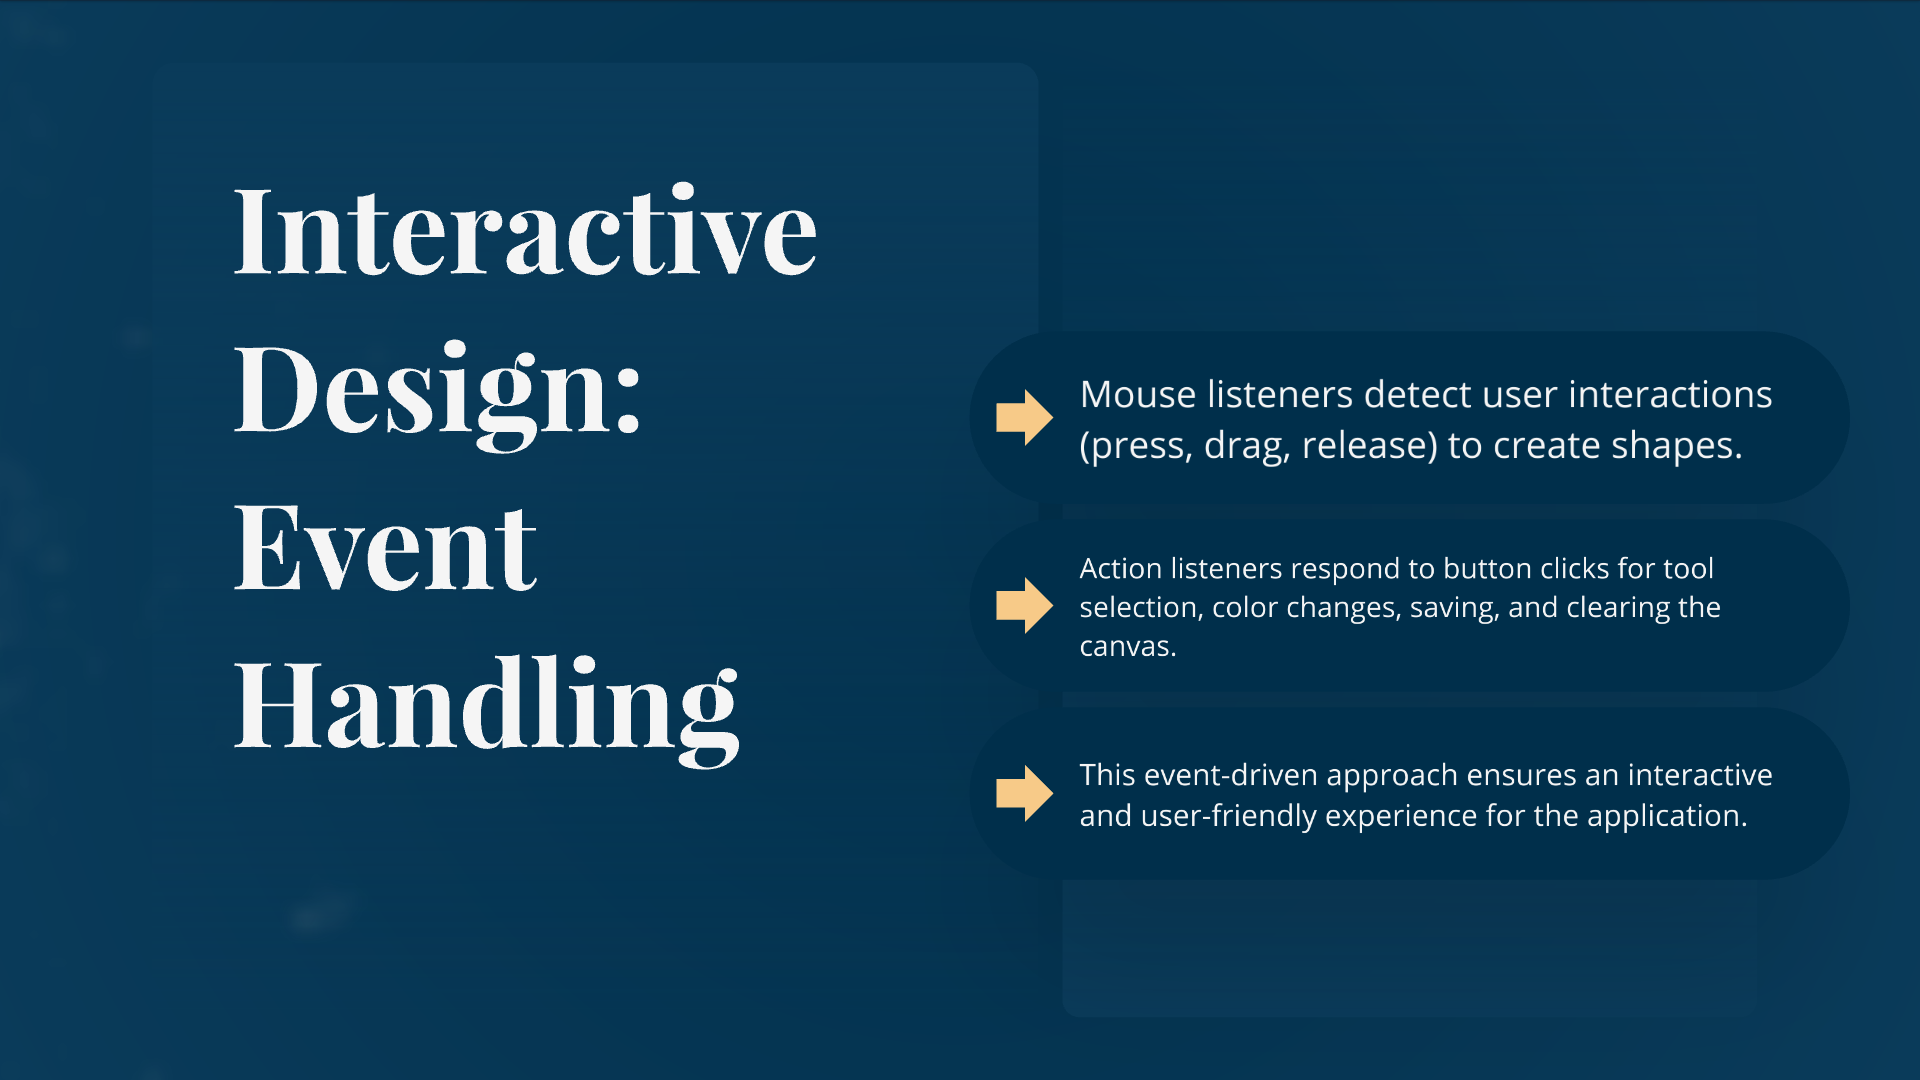 Interactive
Design:
Event
Handling
Mouse listeners detect user interactions
(press, drag, release) to create shapes.
Action listeners respond to button clicks for tool
selection, color changes, saving, and clearing the
canvas.
This event-driven approach ensures an interactive
and user-friendly experience for the application.